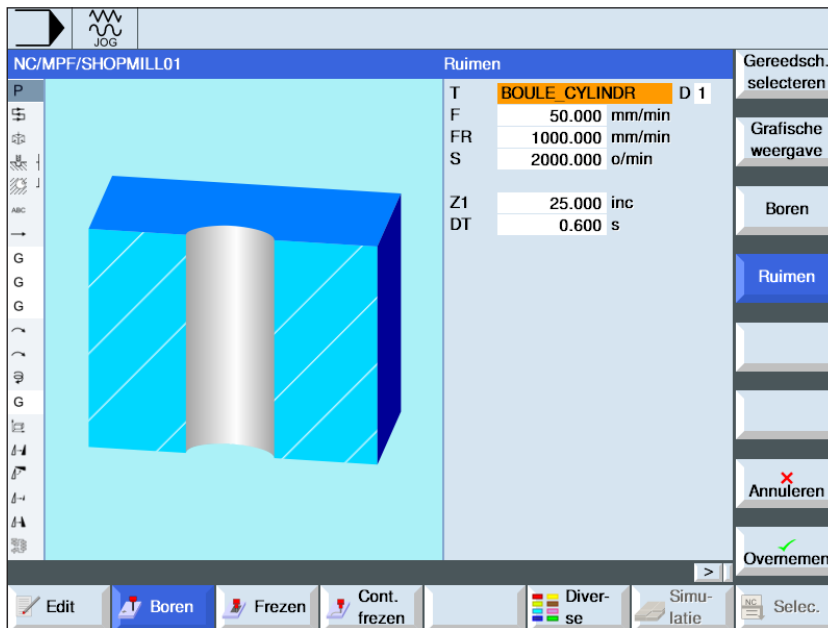 JOG
NC/MPF/SHOPMILL01
Ruimen
P
ABC
G
G
G
G
T BOULE_CYLINDR D 1
F 50.000 mm/min
FR 1000.000 mm/min
S 2000.000 o/min
Z1 25.000 inc
DT 0.600 s
Gereedsch.
selecteren
Grafische
weergave
Boren
Ruimen
Annuleren
Overnemen
>
Edit
Boren
Frezen
Cont.
frezen
Diver-
se
Simu-
latie
NC
Selec.